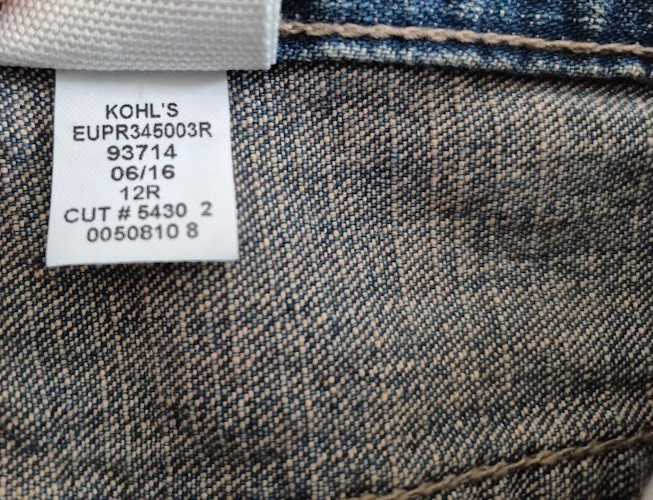 KOHL'S
EUPR345003R
93714
06/16
12R
CUT # 5430 2
0050810 8